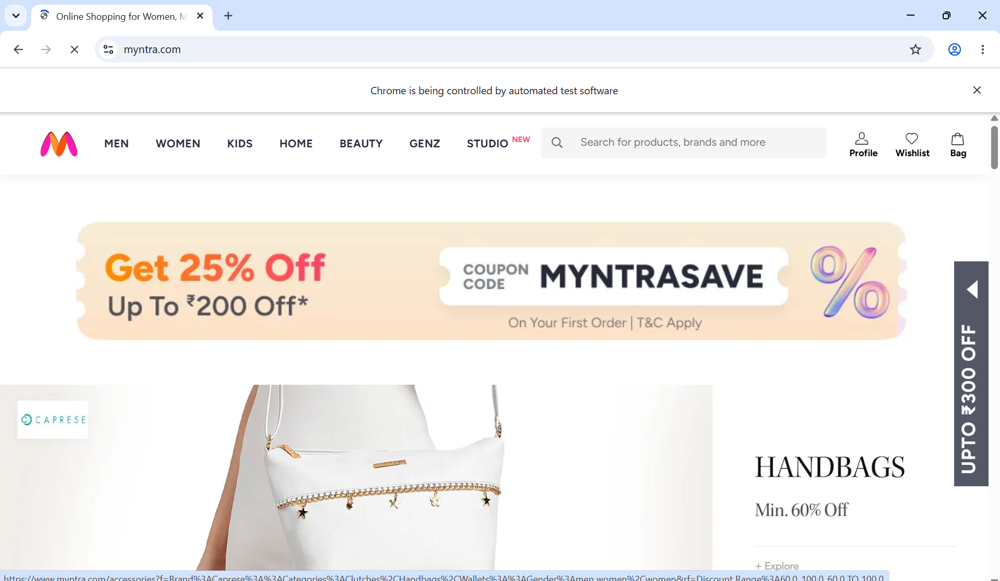 Online Shopping for Women, M
myntra.com
Chrome is being controlled by automated test software
MEN WOMEN KIDS HOME BEAUTY GENZ STUDIO NEW
Search for products, brands and more
Profile Wishlist Bag
Get 25% Off
Up To ₹200 Off*
COUPON
CODE
MYNTRASAVE
On Your First Order | T&C Apply
UPTO ₹300 OFF
CAPRESE
HANDBAGS
Min. 60% Off
+ Explore
https://www.myntra.com/accessories?f=Brand%3ACaprese%3A%3ACategories%3AClutches%2CHandbags%2CWallets%3A%3AGender%3Amen women%2Cwomen&rf=Discount Range%3A60.0_100.0_60.0 TO 100.0